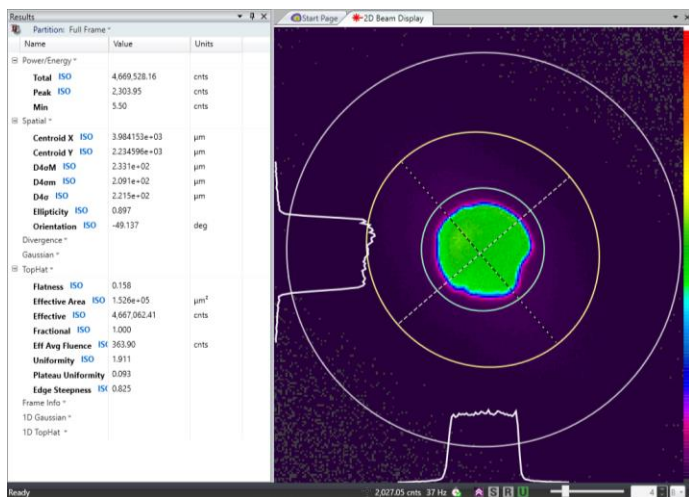 Results
Start Page
2D Beam Display
Partition: Full Frame
Name Value Units
Power/Energy
Total ISO 4,669,528.16 cnts
Peak ISO 2,303.95 cnts
Min 5.50 cnts
Spatial
Centroid X ISO 3.984153e+03 µm
Centroid Y ISO 2.234596e+03 µm
D4σM ISO 2.331e+02 µm
D4σm ISO 2.091e+02 µm
D4σ ISO 2.215e+02 µm
Ellipticity ISO 0.897
Orientation ISO -49.137 deg
Divergence
Gaussian
TopHat
Flatness ISO 0.158
Effective Area ISO 1.526e+05 µm²
Effective ISO 4,667,062.41 cnts
Fractional ISO 1.000
Eff Avg Fluence ISO 363.90 cnts
Uniformity ISO 1.911
Plateau Uniformity 0.093
Edge Steepness ISO 0.825
Frame Info
1D Gaussian
1D TopHat
Ready 2,027.05 cnts 37 Hz S R U 4